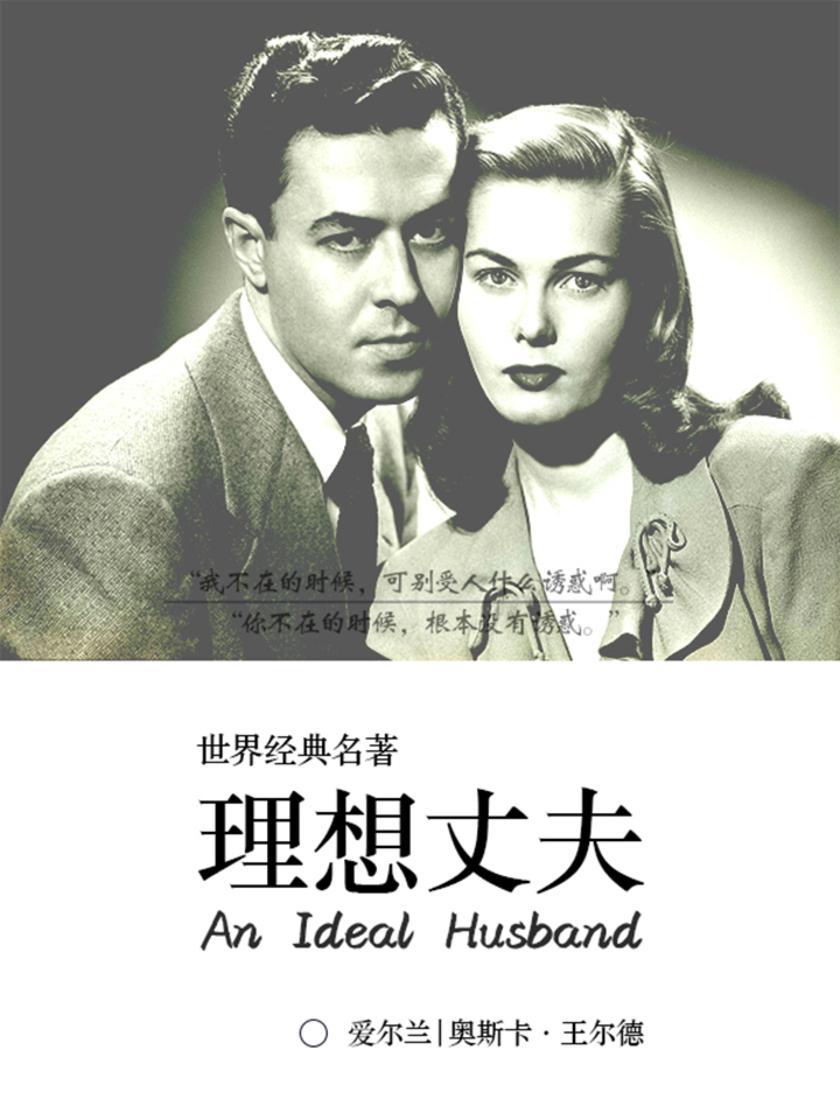 “我不在的时候，可别受人什么诱惑啊。
“你不在的时候，根本没有诱惑。”
世界经典名著
理想丈夫
An Ideal Husband
爱尔兰|奥斯卡·王尔德